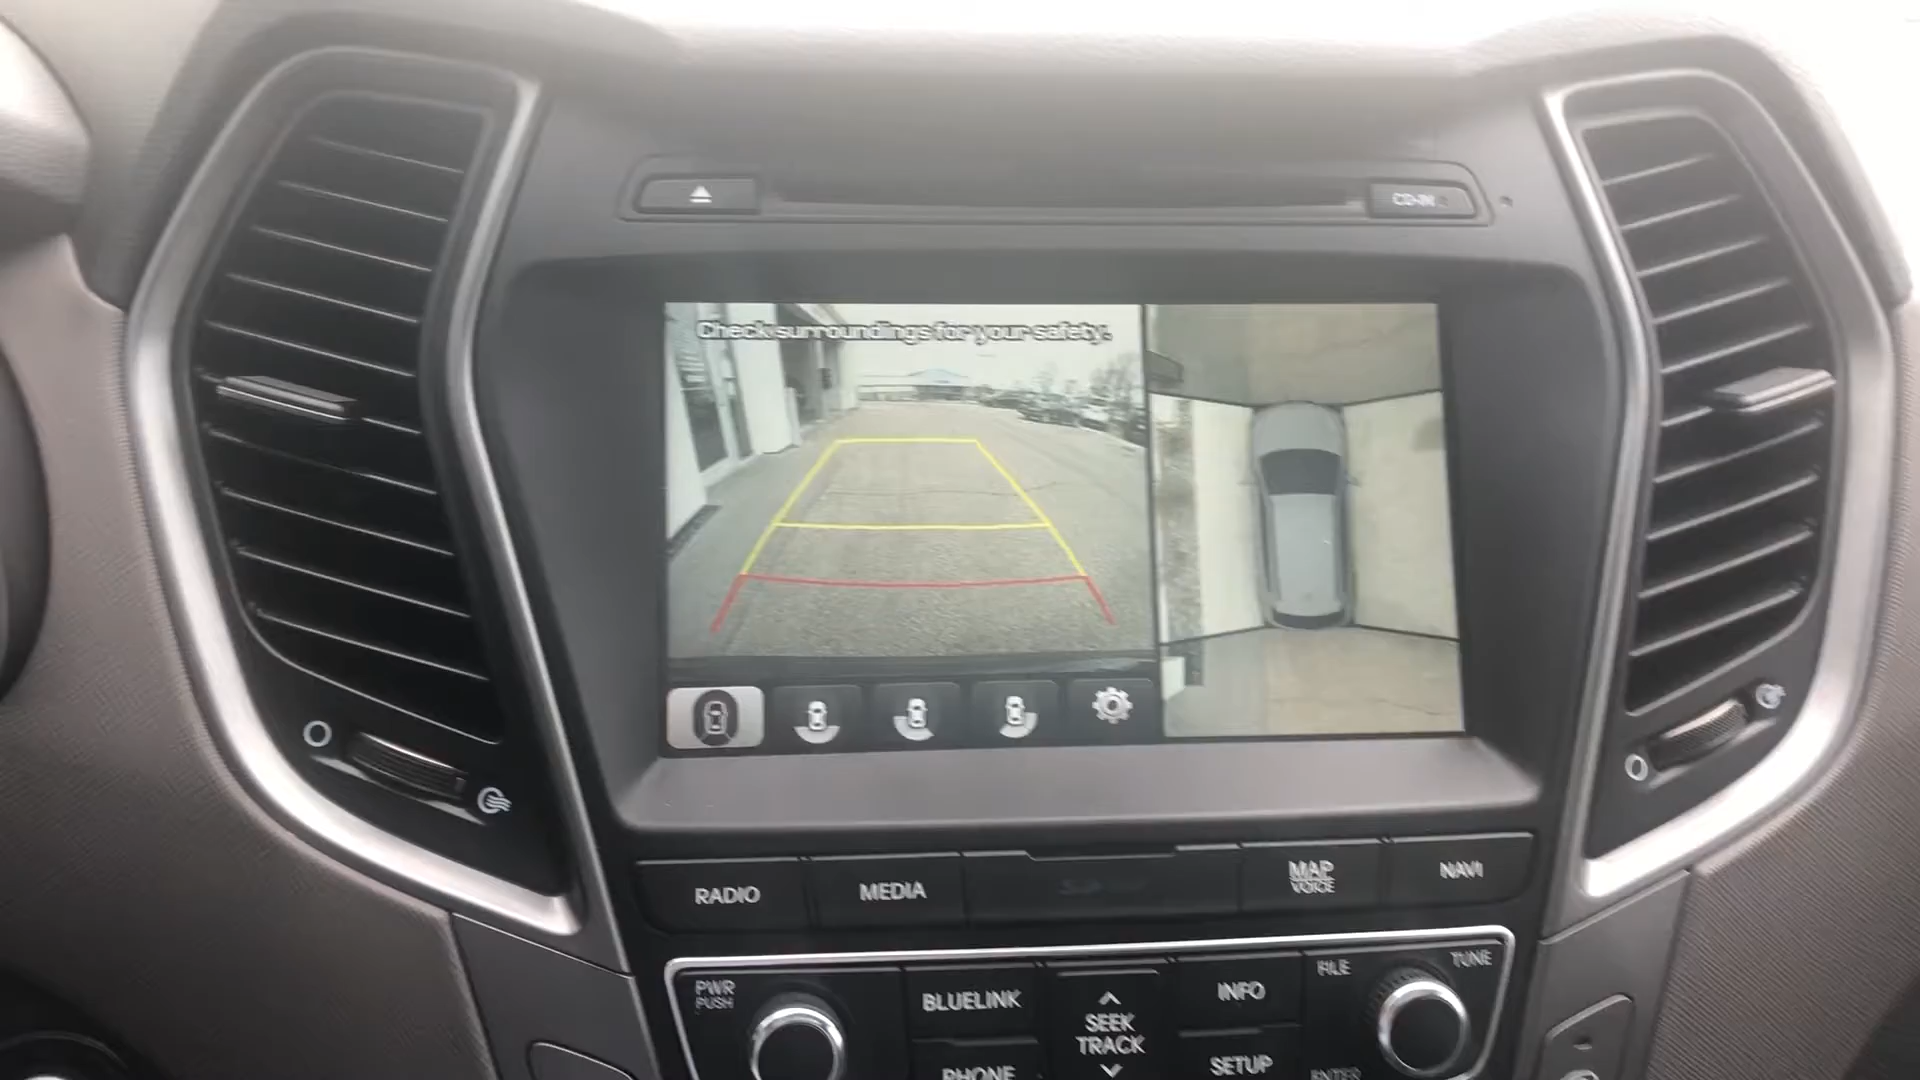 CD-IN
Check surroundings for your safety.
RADIO
MEDIA
MAP
VOICE
NAVI
PWR
PUSH
BLUELINK
SEEK
TRACK
INFO
FILE
TUNE
PHONE
SETUP
ENTER